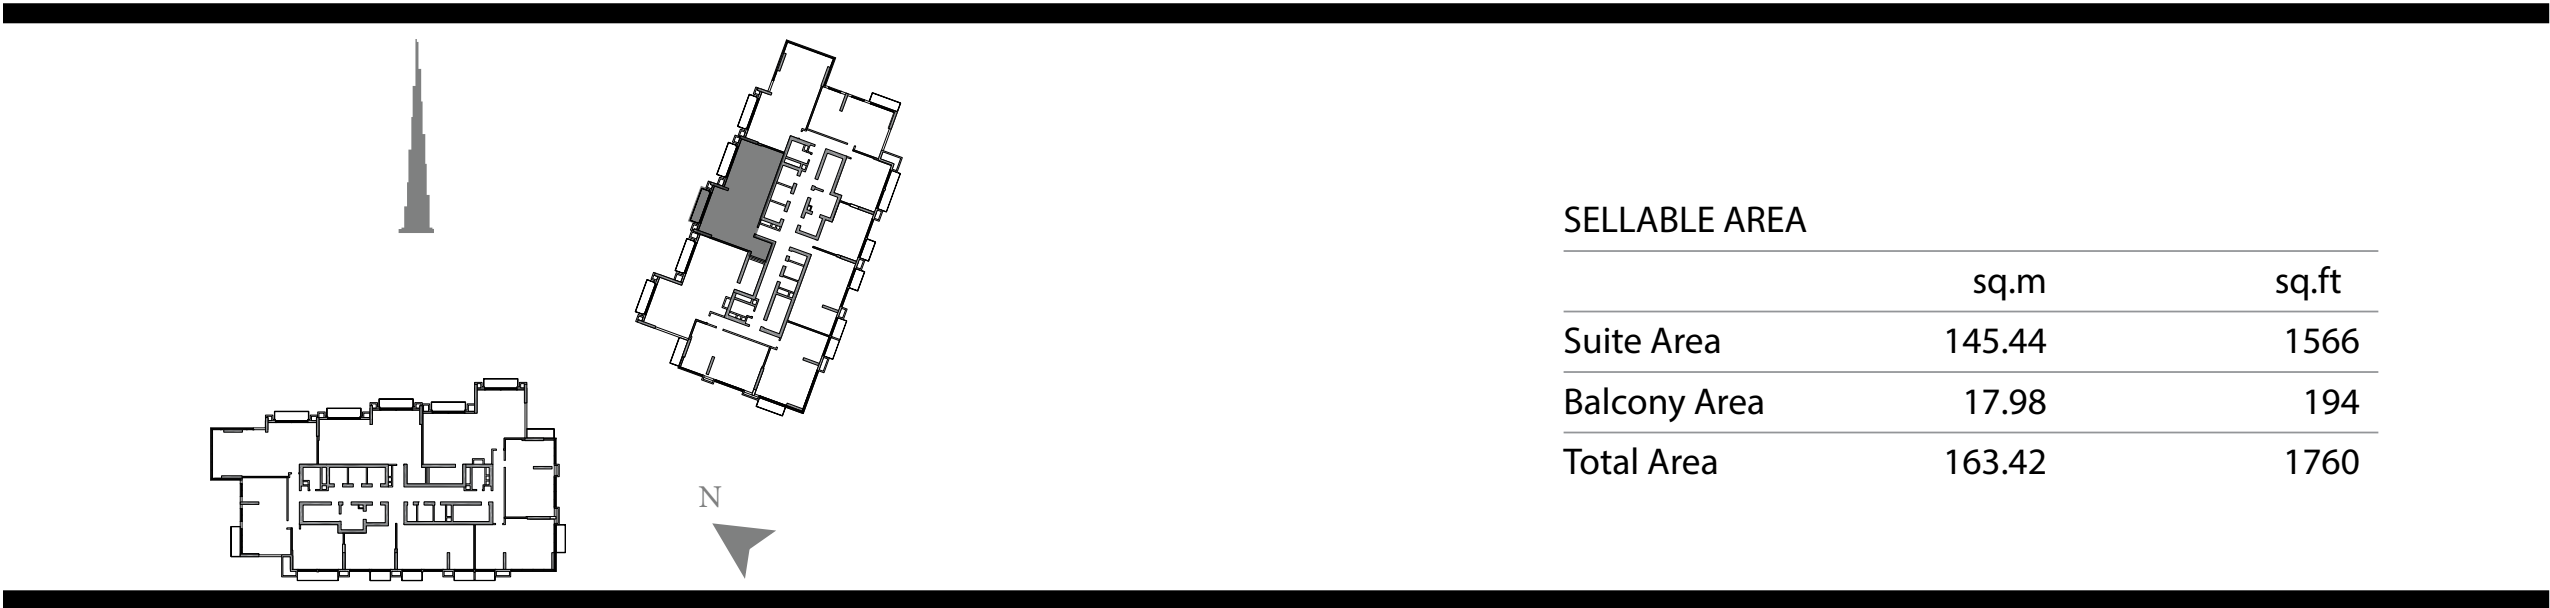 N
SELLABLE AREA
sq.m sq.ft
Suite Area 145.44 1566
Balcony Area 17.98 194
Total Area 163.42 1760